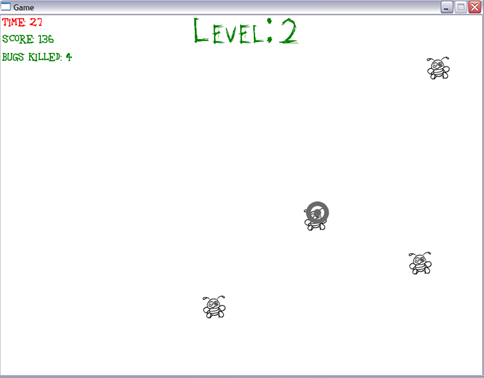 Game
TIME 27
LEVEL: 2
SCORE 136
BUGS KILLED: 4